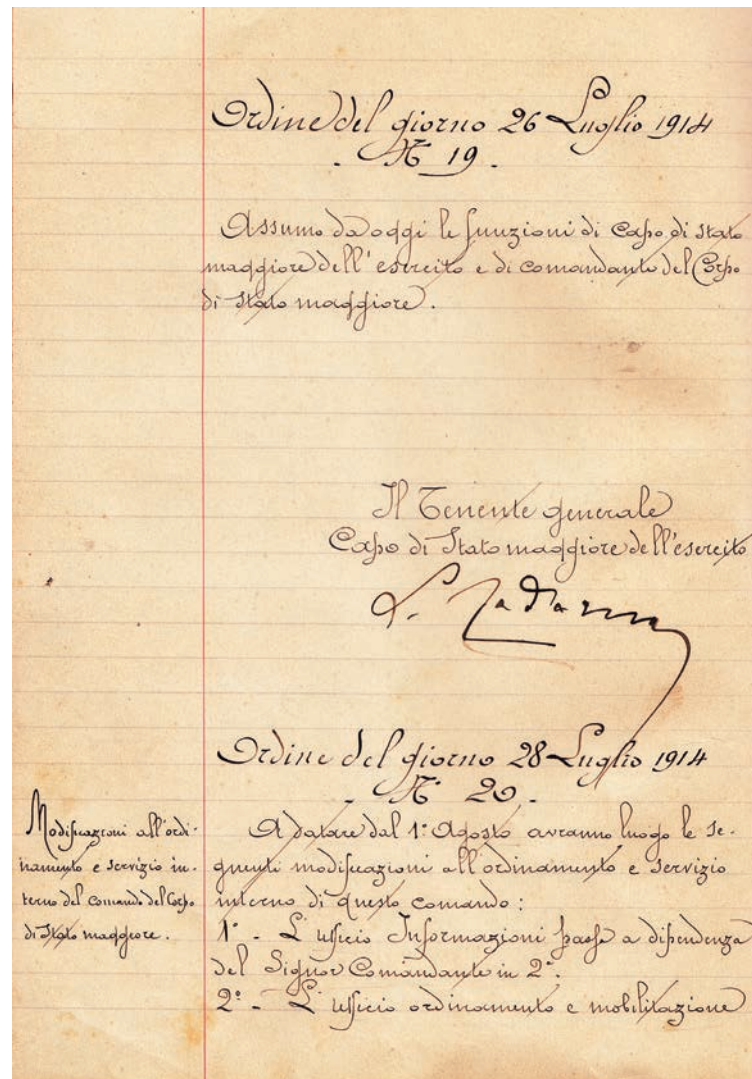 Ordine del giorno 26 Luglio 1914
- N° 19 -
Assumo da oggi le funzioni di Capo di stato
maggiore dell'esercito e di comandante del Corpo
di Stato maggiore.
Il Tenente generale
Capo di Stato maggiore dell'esercito
L. Cadorna
Ordine del giorno 28 Luglio 1914
- N° 20 -
Modificazioni all'ordi-
namento e servizio in-
terno del comando del Corpo
di Stato maggiore.
A datare dal 1° Agosto avranno luogo le se-
guenti modificazioni all'ordinamento e servizio
interno di questo comando:
1° - L'ufficio Informazioni passa a dipendenza
del Signor Comandante in 2°.
2° - L'ufficio ordinamento e mobilitazione